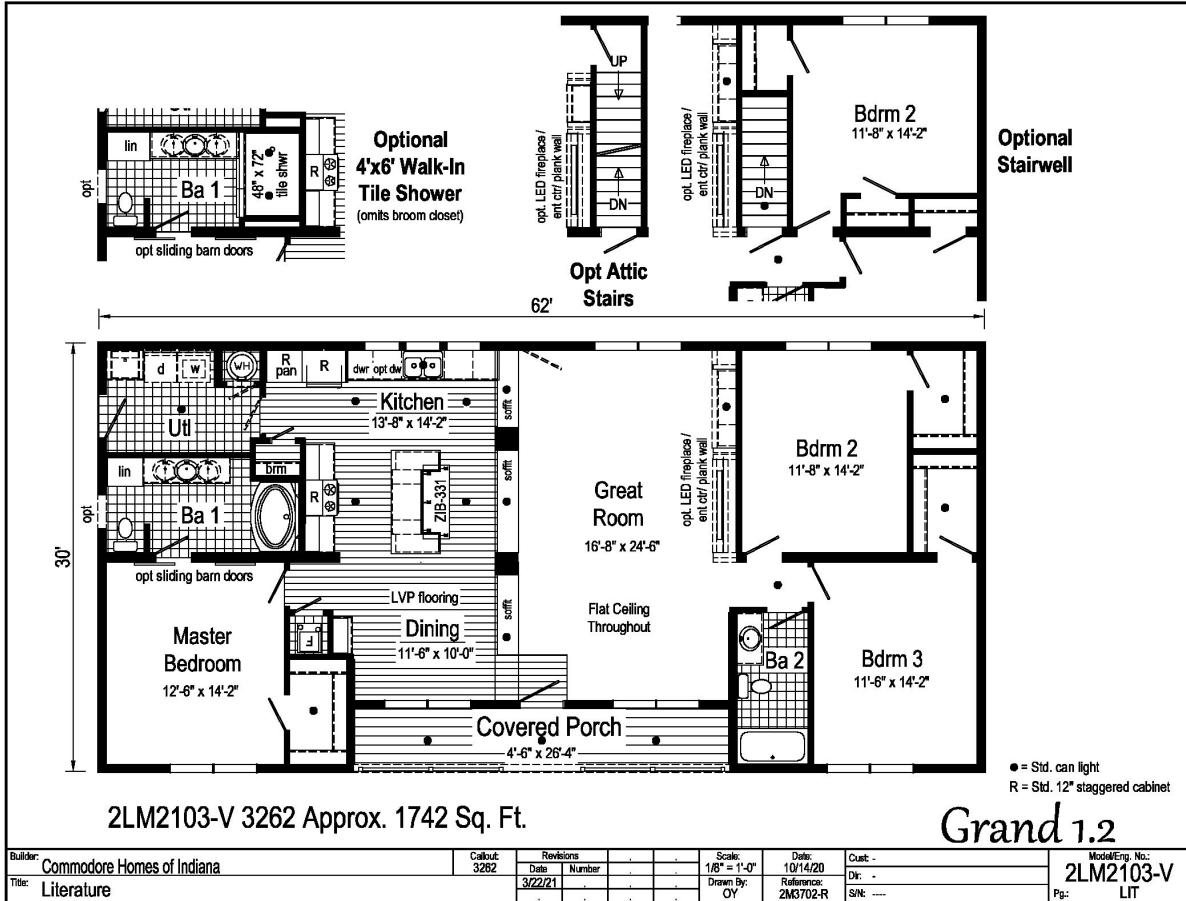 UP
DN
opt. LED fireplace /
ent ctr/ plank wall
Opt Attic
Stairs
opt. LED fireplace /
ent ctr/ plank wall
DN
Bdrm 2
11'-8" x 14'-2"
Optional
Stairwell
lin
Ba 1
48" x 72"
tile shwr
R
opt
opt sliding barn doors
Optional
4'x6' Walk-In
Tile Shower
(omits broom closet)
62'
30'
d
w
WH
R
pan
R
dwr
opt dw
Utl
Kitchen
13'-8" x 14'-2"
soffit
lin
brm
Ba 1
R
ZIB-331
soffit
opt
opt sliding barn doors
Great
Room
16'-8" x 24'-6"
opt. LED fireplace /
ent ctr/ plank wall
Bdrm 2
11'-8" x 14'-2"
Master
Bedroom
12'-6" x 14'-2"
F
LVP flooring
Dining
11'-6" x 10'-0"
soffit
Flat Ceiling
Throughout
Ba 2
Bdrm 3
11'-6" x 14'-2"
Covered Porch
4'-6" x 26'-4"
● = Std. can light
R = Std. 12" staggered cabinet
2LM2103-V 3262 Approx. 1742 Sq. Ft.
Grand 1.2
Builder: Commodore Homes of Indiana
Title: Literature
Callout: 3262
Revisions
Date Number
3/22/21
Scale: 1/8" = 1'-0"
Drawn By: OY
Date: 10/14/20
Reference: 2M3702-R
Cust: -
Dir: -
S/N: ----
Model/Eng. No.: 2LM2103-V
Pg.: LIT